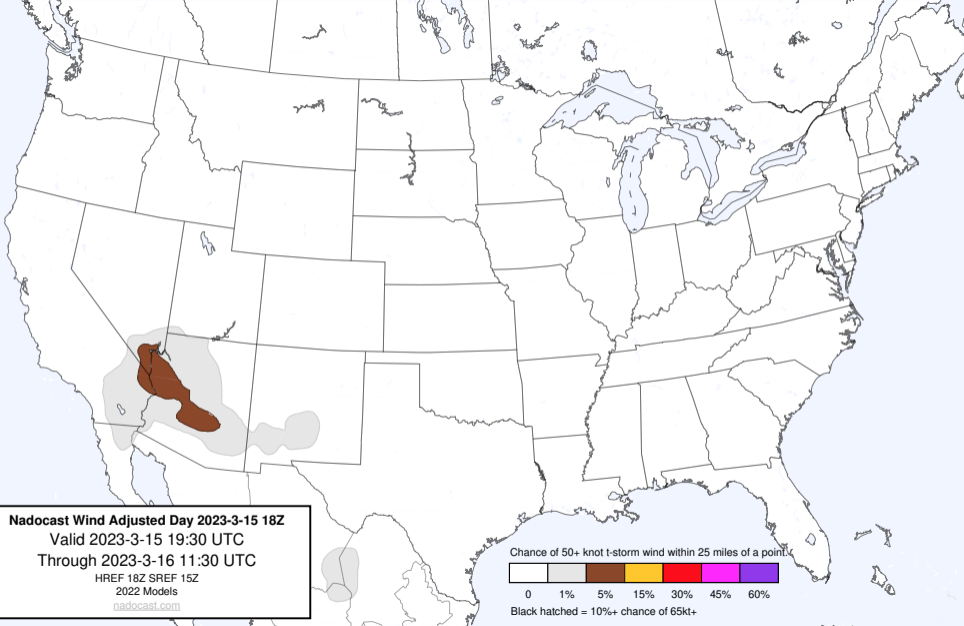 Nadocast Wind Adjusted Day 2023-3-15 18Z
Valid 2023-3-15 19:30 UTC
Through 2023-3-16 11:30 UTC
HREF 18Z SREF 15Z
2022 Models
nadocast.com
Chance of 50+ knot t-storm wind within 25 miles of a point.
0 1% 5% 15% 30% 45% 60%
Black hatched = 10%+ chance of 65kt+